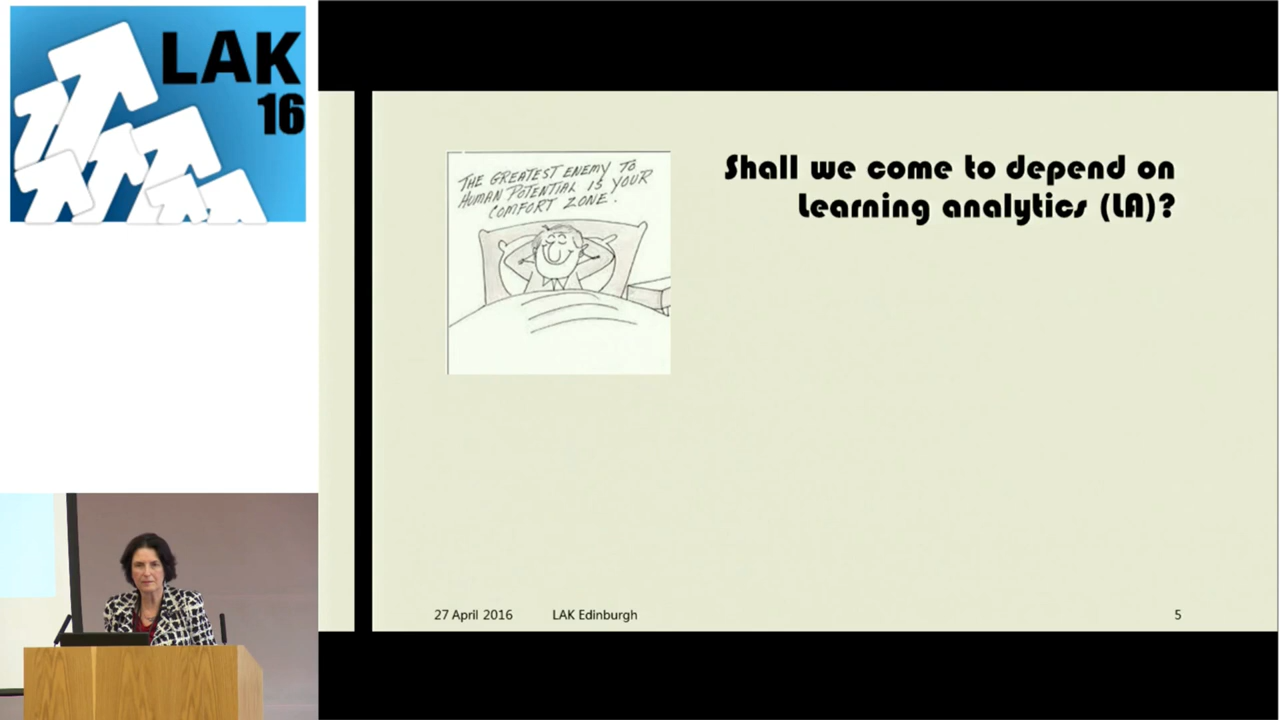 LAK
16
THE GREATEST ENEMY TO
HUMAN POTENTIAL IS YOUR
COMFORT ZONE.
Shall we come to depend on
Learning analytics (LA)?
27 April 2016 LAK Edinburgh 5